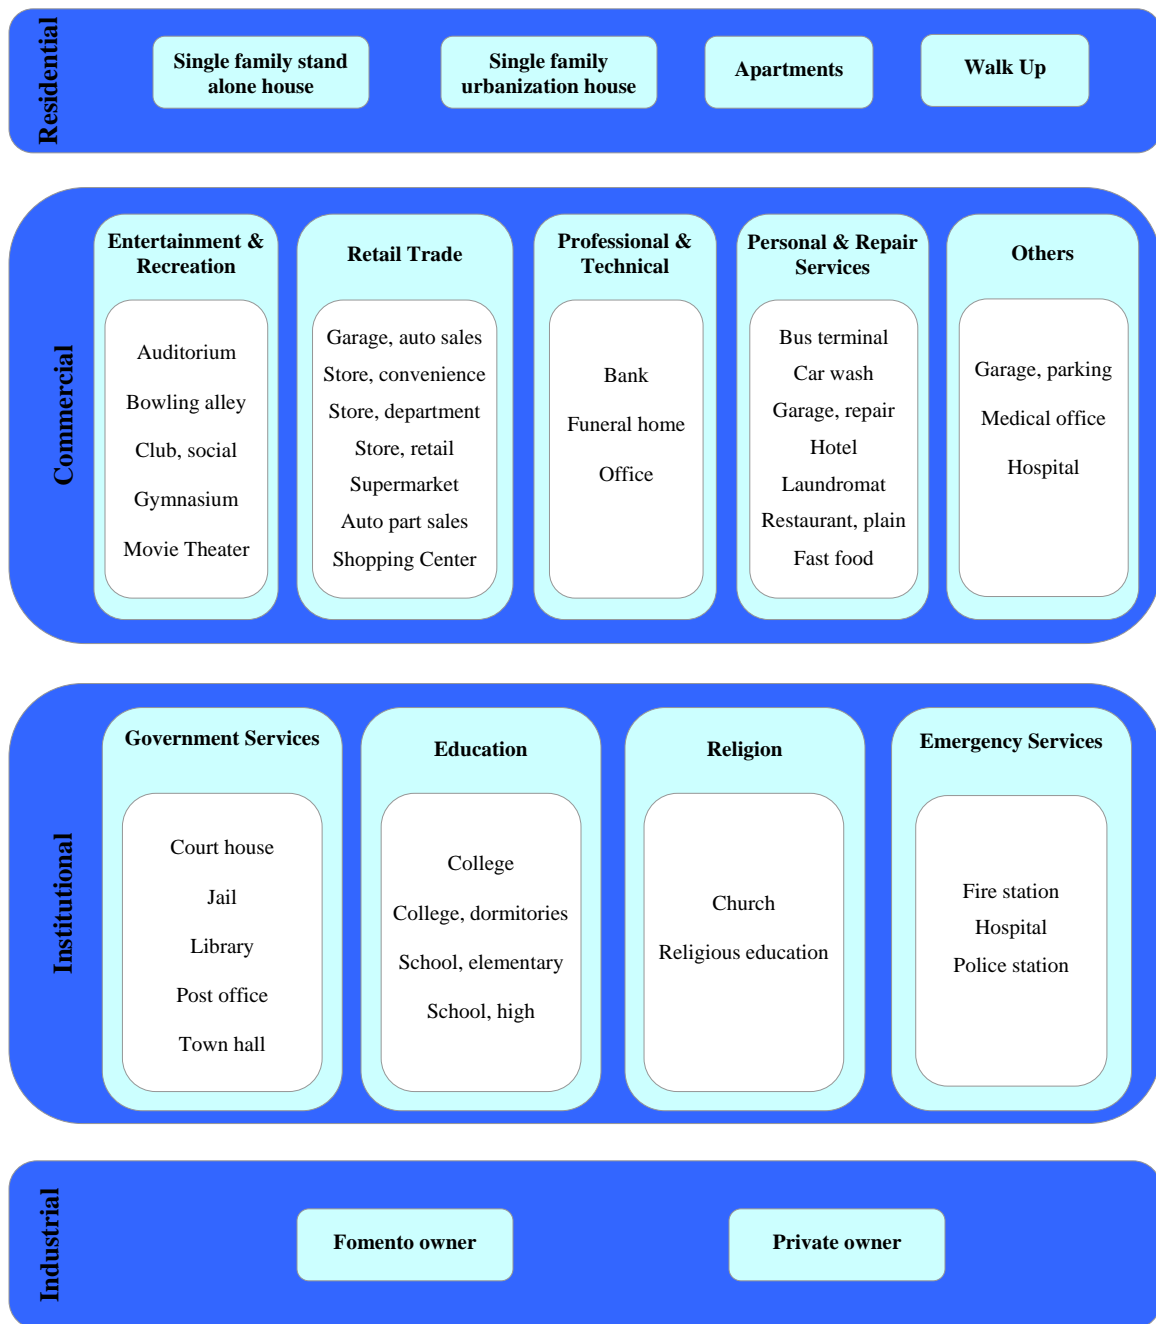 Residential
Single family stand
alone house
Single family
urbanization house
Apartments
Walk Up
Commercial
Entertainment &
Recreation
Auditorium
Bowling alley
Club, social
Gymnasium
Movie Theater
Retail Trade
Garage, auto sales
Store, convenience
Store, department
Store, retail
Supermarket
Auto part sales
Shopping Center
Professional &
Technical
Bank
Funeral home
Office
Personal & Repair
Services
Bus terminal
Car wash
Garage, repair
Hotel
Laundromat
Restaurant, plain
Fast food
Others
Garage, parking
Medical office
Hospital
Institutional
Government Services
Court house
Jail
Library
Post office
Town hall
Education
College
College, dormitories
School, elementary
School, high
Religion
Church
Religious education
Emergency Services
Fire station
Hospital
Police station
Industrial
Fomento owner
Private owner